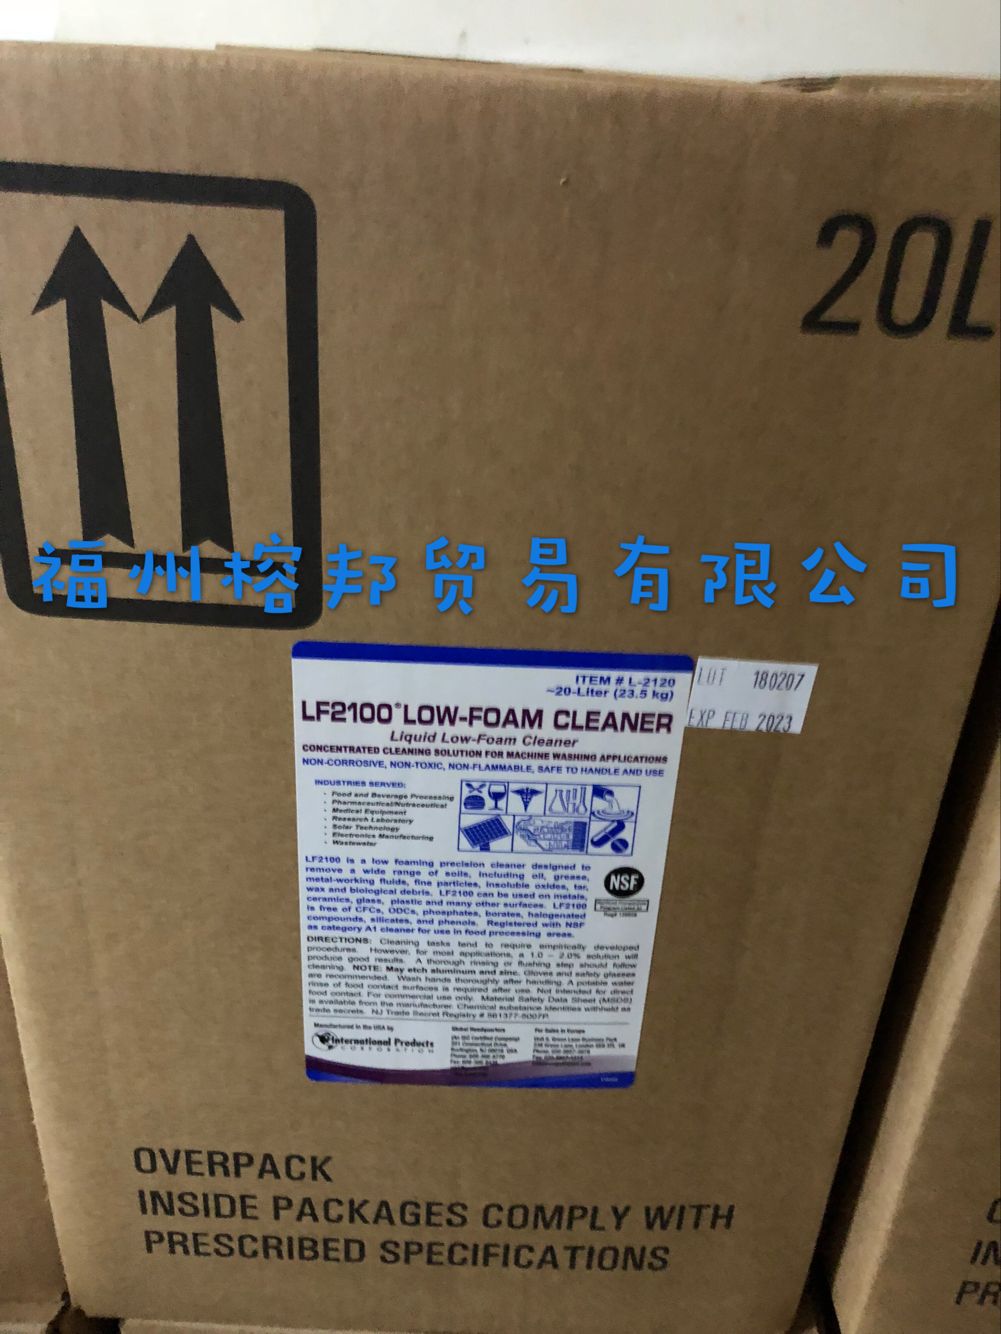 20L
福州榕邦贸易有限公司
ITEM # L-2120
~20-Liter (23.5 kg)
LOT 180207
EXP FEB 2023
LF2100® LOW-FOAM CLEANER
Liquid Low-Foam Cleaner
CONCENTRATED CLEANING SOLUTION FOR MACHINE WASHING APPLICATIONS
NON-CORROSIVE, NON-TOXIC, NON-FLAMMABLE, SAFE TO HANDLE AND USE
INDUSTRIES SERVED:
• Food and Beverage Processing
• Pharmaceutical/Nutraceutical
• Medical Equipment
• Research Laboratory
• Solar Technology
• Electronics Manufacturing
• Wastewater
LF2100 is a low foaming precision cleaner designed to
remove a wide range of soils, including oil, grease,
metal-working fluids, fine particles, insoluble oxides, tar,
wax and biological debris. LF2100 can be used on metals,
ceramics, glass, plastic and many other surfaces. LF2100
is free of CFCs, ODCs, phosphates, borates, halogenated
compounds, silicates, and phenols. Registered with NSF
as category A1 cleaner for use in food processing areas.
NSF
DIRECTIONS: Cleaning tasks tend to require empirically developed
procedures. However, for most applications, a 1.0 – 2.0% solution will
produce good results. A thorough rinsing or flushing step should follow
cleaning. NOTE: May etch aluminum and zinc. Gloves and safety glasses
are recommended. Wash hands thoroughly after handling. A potable water
rinse of food contact surfaces is required after use. Not intended for direct
food contact. For commercial use only. Material Safety Data Sheet (MSDS)
is available from the manufacturer. Chemical substance identities withheld as
trade secrets. NJ Trade Secret Registry # 561377-5007P.
Manufactured in the USA by
International Products
CORPORATION
Global Headquarters
For Sales in Europe
OVERPACK
INSIDE PACKAGES COMPLY WITH
PRESCRIBED SPECIFICATIONS
IN
PR